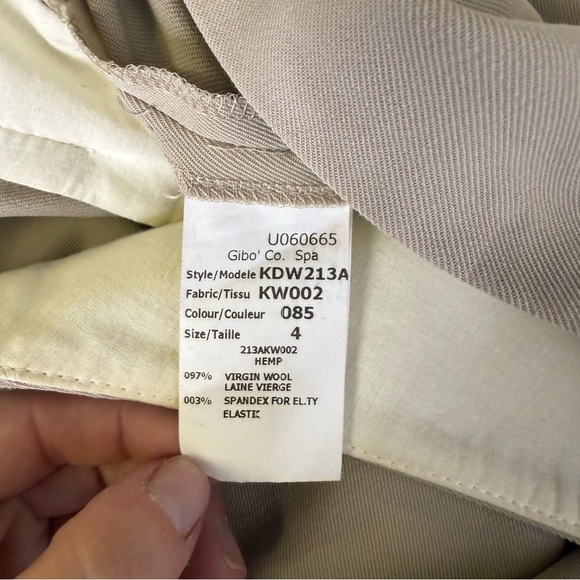 U060665
Gibo' Co. Spa
Style/Modele KDW213A
Fabric/Tissu KW002
Colour/Couleur 085
Size/Taille 4
213AKW002
HEMP
097% VIRGIN WOOL
LAINE VIERGE
003% SPANDEX FOR EL.TY
ELASTIC